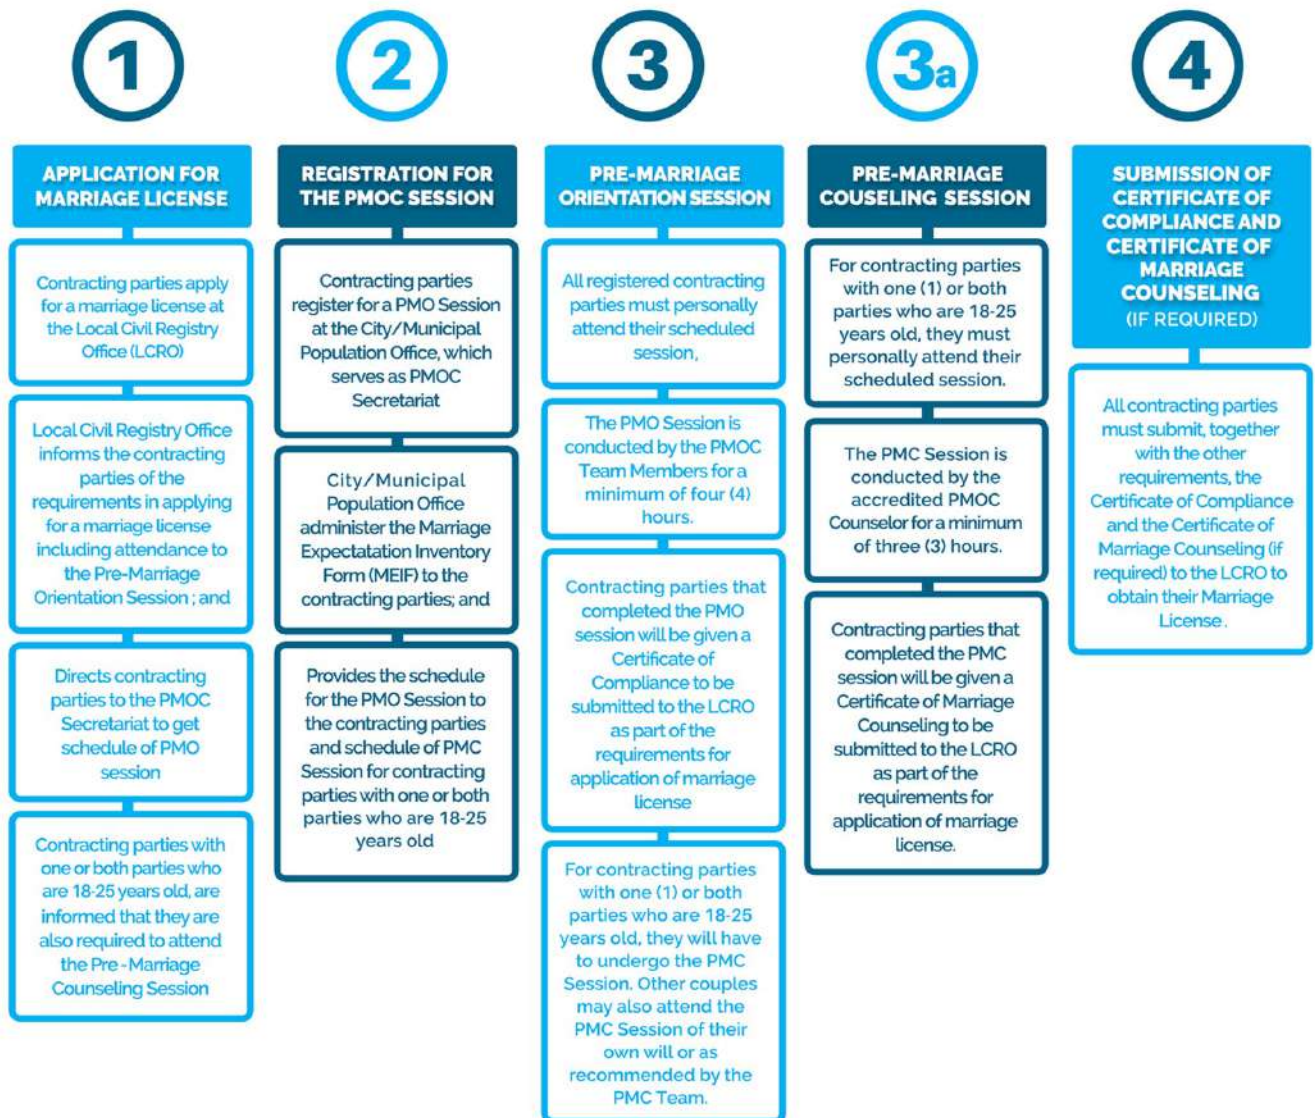 1
APPLICATION FOR
MARRIAGE LICENSE
Contracting parties apply
for a marriage license at
the Local Civil Registry
Office (LCRO)
Local Civil Registry Office
informs the contracting
parties of the
requirements in applying
for a marriage license
including attendance to
the Pre-Marriage
Orientation Session ; and
Directs contracting
parties to the PMOC
Secretariat to get
schedule of PMO
session
Contracting parties with
one or both parties who
are 18-25 years old, are
informed that they are
also required to attend
the Pre -Marriage
Counseling Session
2
REGISTRATION FOR
THE PMOC SESSION
Contracting parties
register for a PMO Session
at the City/Municipal
Population Office, which
serves as PMOC
Secretariat
City/Municipal
Population Office
administer the Marriage
Expectatation Inventory
Form (MEIF) to the
contracting parties; and
Provides the schedule
for the PMO Session to
the contracting parties
and schedule of PMC
Session for contracting
parties with one or both
parties who are 18-25
years old
3
PRE-MARRIAGE
ORIENTATION SESSION
All registered contracting
parties must personally
attend their scheduled
session,
The PMO Session is
conducted by the PMOC
Team Members for a
minimum of four (4)
hours.
Contracting parties that
completed the PMO
session will be given a
Certificate of
Compliance to be
submitted to the LCRO
as part of the
requirements for
application of marriage
license
For contracting parties
with one (1) or both
parties who are 18-25
years old, they will have
to undergo the PMC
Session. Other couples
may also attend the
PMC Session of their
own will or as
recommended by the
PMC Team.
3a
PRE-MARRIAGE
COUSELING SESSION
For contracting parties
with one (1) or both
parties who are 18-25
years old, they must
personally attend their
scheduled session.
The PMC Session is
conducted by the
accredited PMOC
Counselor for a minimum
of three (3) hours.
Contracting parties that
completed the PMC
session will be given a
Certificate of Marriage
Counseling to be
submitted to the LCRO
as part of the
requirements for
application of marriage
license.
4
SUBMISSION OF
CERTIFICATE OF
COMPLIANCE AND
CERTIFICATE OF
MARRIAGE
COUNSELING
(IF REQUIRED)
All contracting parties
must submit, together
with the other
requirements, the
Certificate of Compliance
and the Certificate of
Marriage Counseling (if
required) to the LCRO to
obtain their Marriage
License .